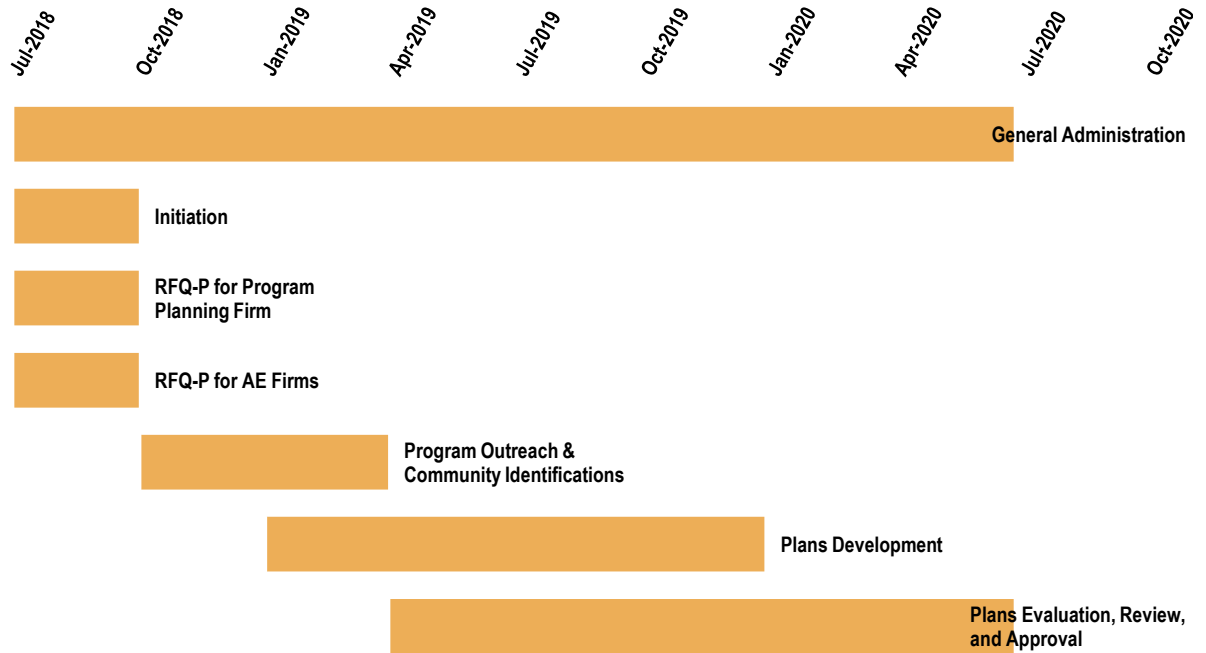 Jul-2018
Oct-2018
Jan-2019
Apr-2019
Jul-2019
Oct-2019
Jan-2020
Apr-2020
Jul-2020
Oct-2020
General Administration
Initiation
RFQ-P for Program
Planning Firm
RFQ-P for AE Firms
Program Outreach &
Community Identifications
Plans Development
Plans Evaluation, Review,
and Approval